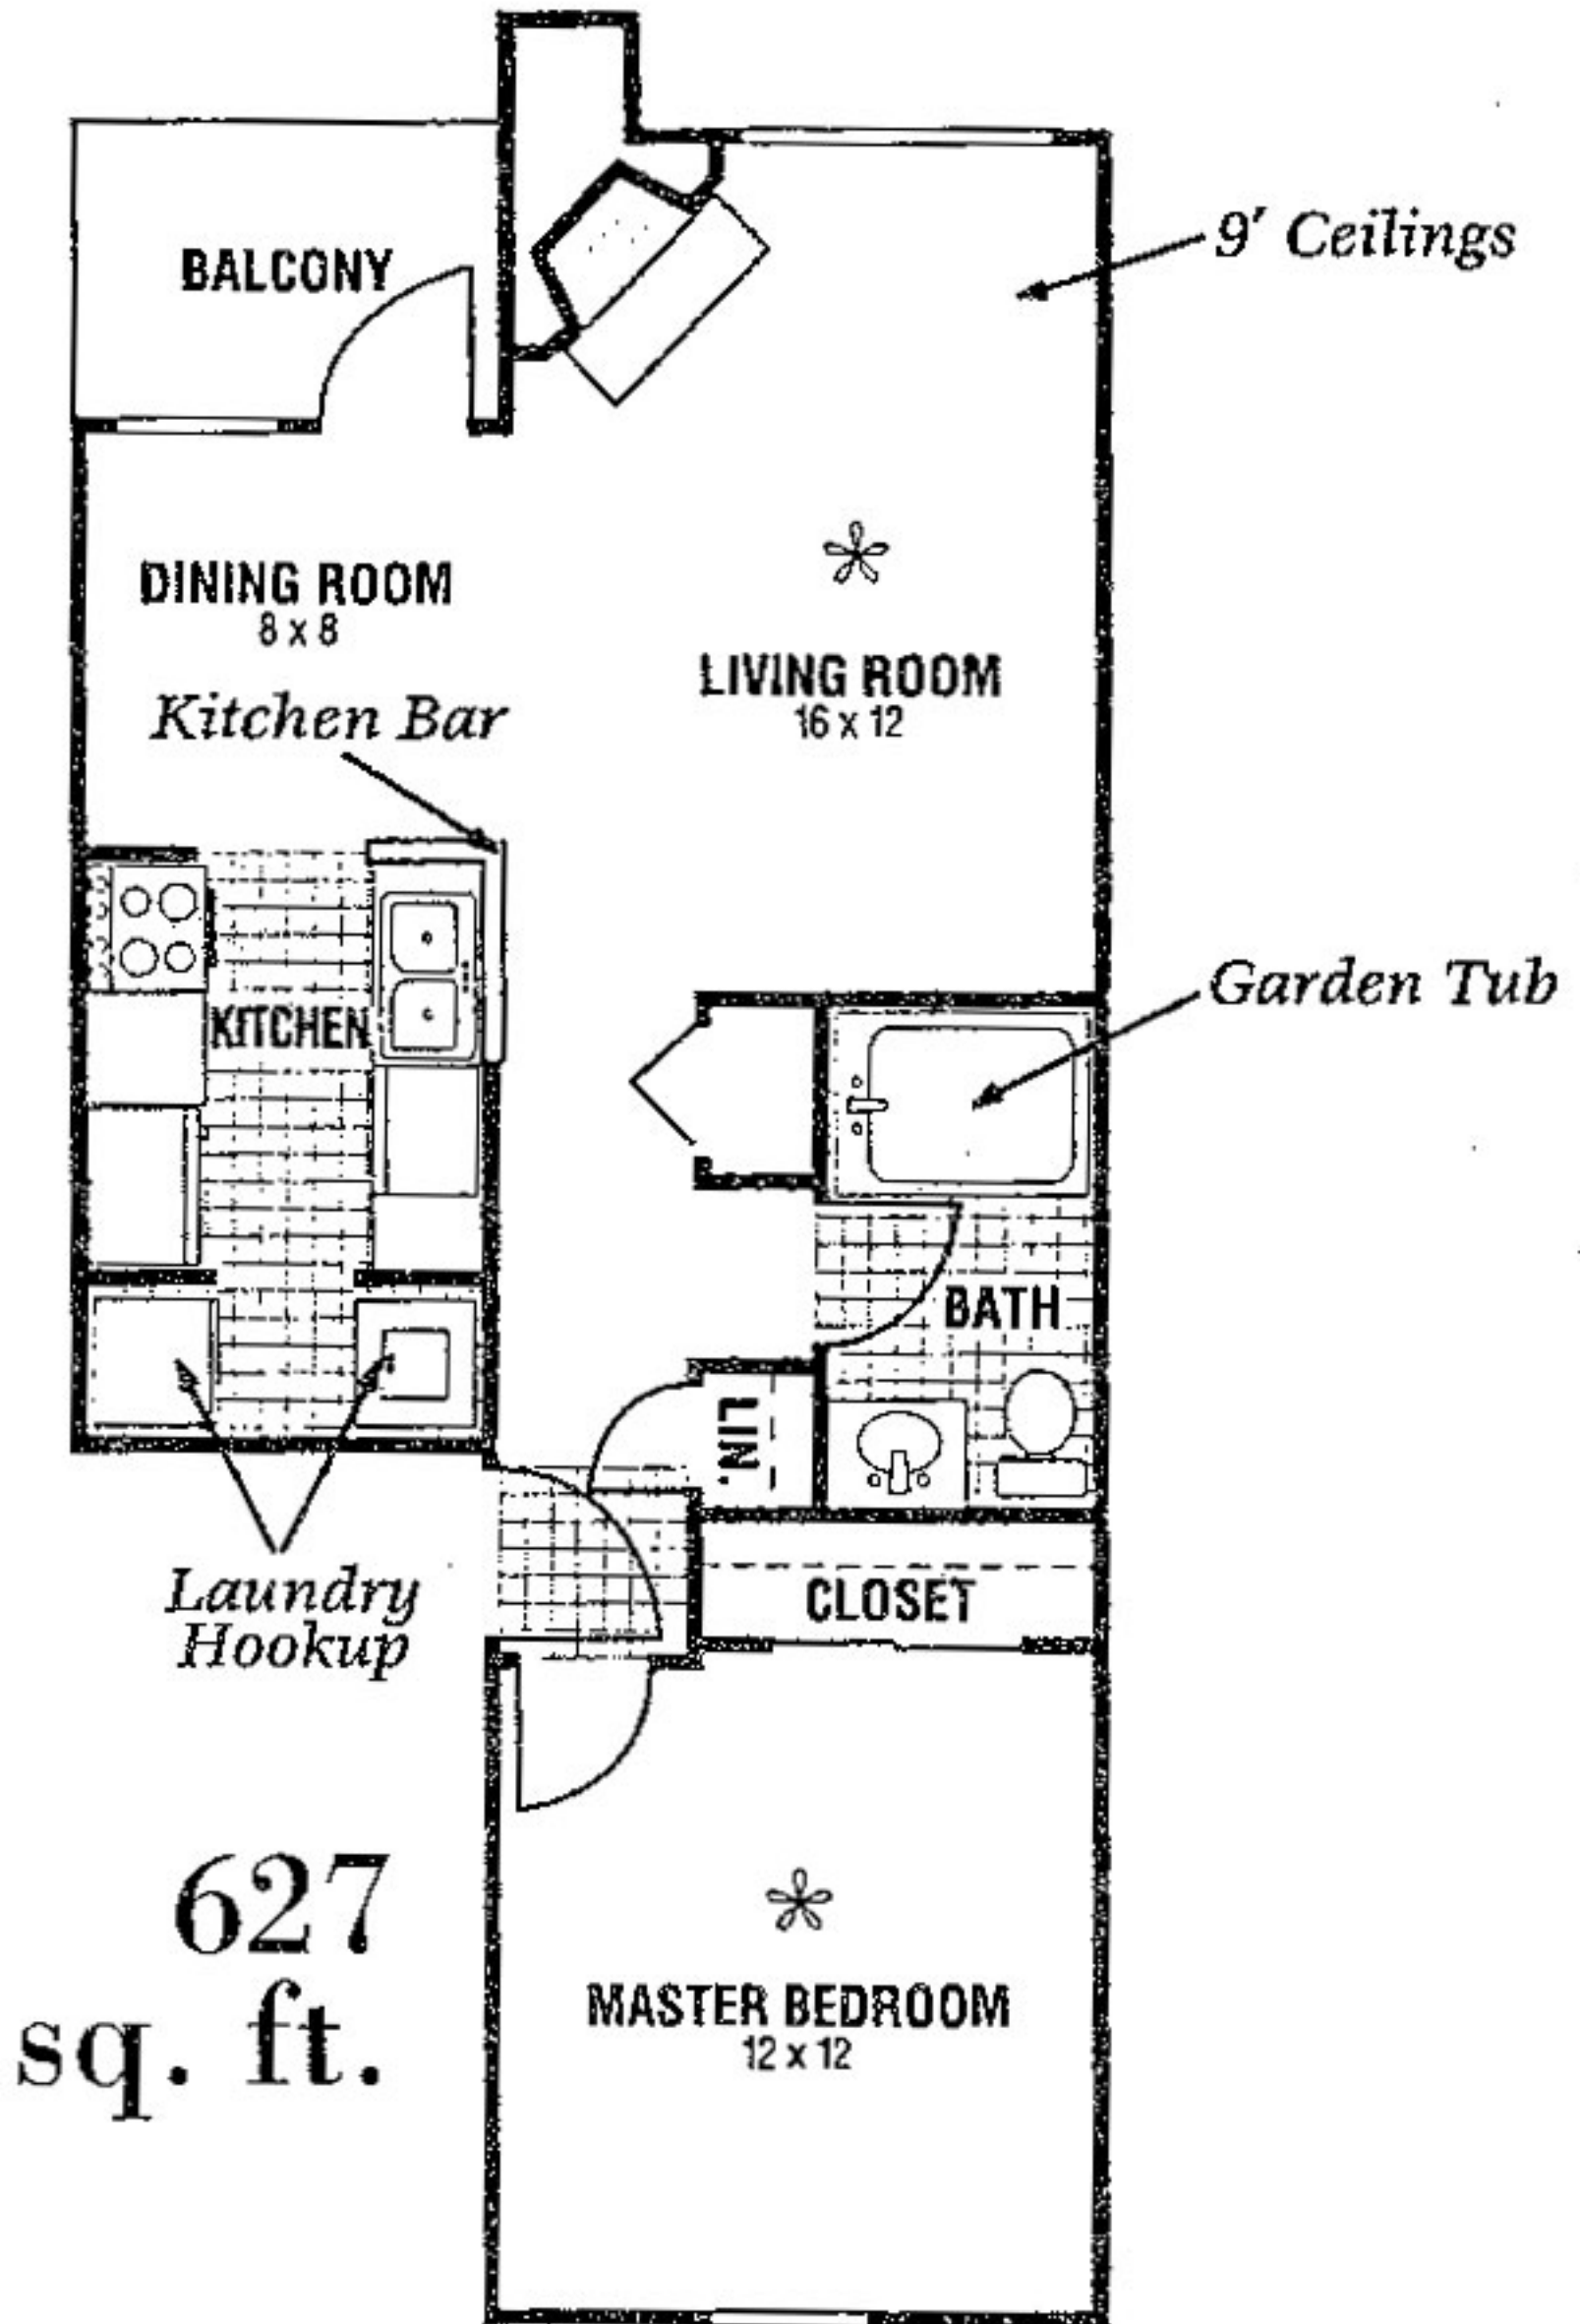 BALCONY
9' Ceilings
DINING ROOM
8 x 8
LIVING ROOM
16 x 12
Kitchen Bar
KITCHEN
Garden Tub
BATH
LIN.
CLOSET
Laundry
Hookup
627
sq. ft.
MASTER BEDROOM
12 x 12